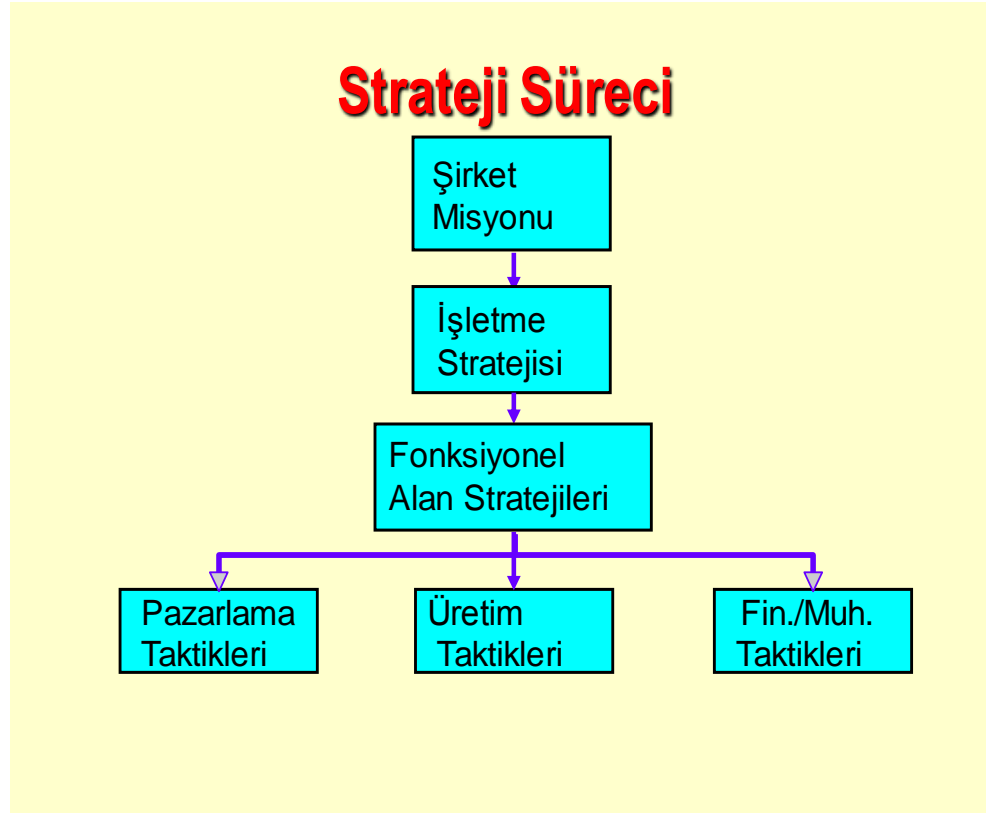 Strateji Süreci
Şirket
Misyonu
İşletme
Stratejisi
Fonksiyonel
Alan Stratejileri
Pazarlama
Taktikleri
Üretim
Taktikleri
Fin./Muh.
Taktikleri